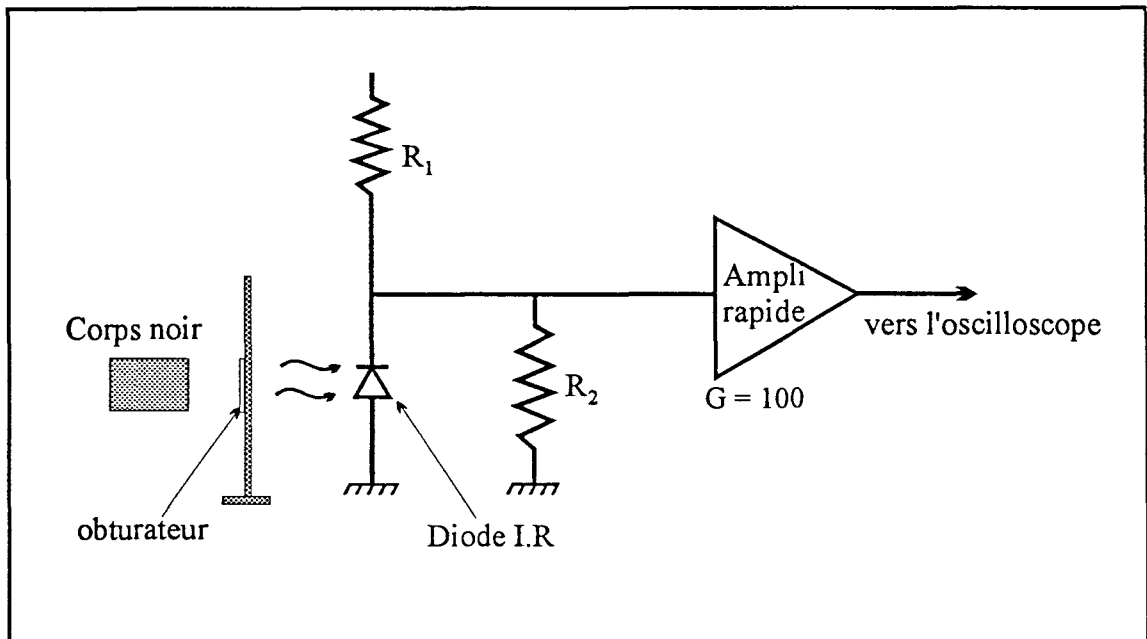 R₁
Ampli
rapide
vers l'oscilloscope
G = 100
Corps noir
R₂
obturateur
Diode I.R